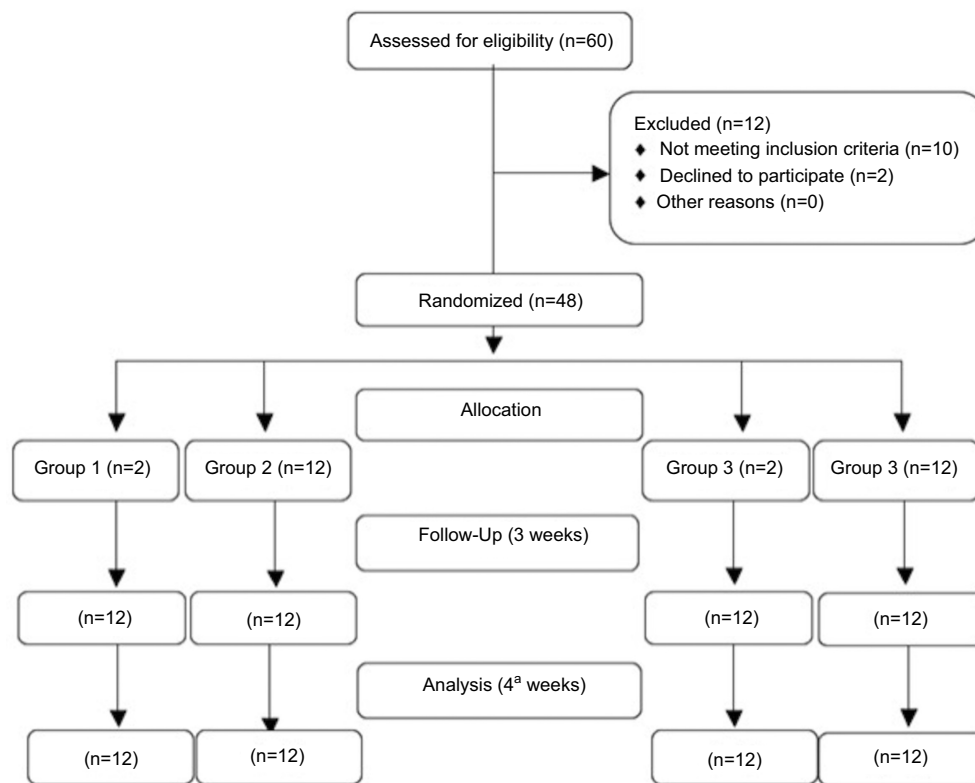 Assessed for eligibility (n=60)
Excluded (n=12)
♦ Not meeting inclusion criteria (n=10)
♦ Declined to participate (n=2)
♦ Other reasons (n=0)
Randomized (n=48)
Allocation
Group 1 (n=2)
Group 2 (n=12)
Group 3 (n=2)
Group 3 (n=12)
Follow-Up (3 weeks)
(n=12)
(n=12)
(n=12)
(n=12)
Analysis (4ª weeks)
(n=12)
(n=12)
(n=12)
(n=12)